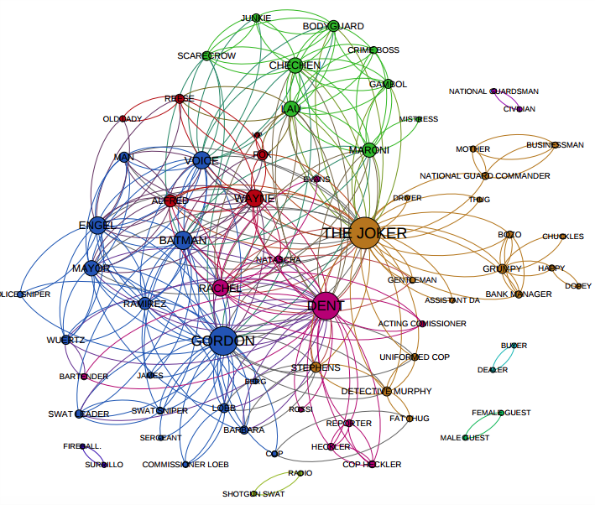 JUNKIE
BODYGUARD
SCARECROW
CRIME BOSS
CHECHEN
GAMBOL
NATIONAL GUARDSMAN
REESE
LAU
CIVILIAN
OLD LADY
MISTRESS
VP
MAN
VOICE
FOX
MARONI
MOTHER
BUSINESSMAN
EVANS
NATIONAL GUARD COMMANDER
ALFRED
WAYNE
DRIVER
THUG
ENGEL
THE JOKER
BOZO
CHUCKLES
BATMAN
NATASCHA
MAYOR
GRUMPY
HAPPY
RACHEL
GENTLEMAN
DOPEY
OLICE SNIPER
RAMIREZ
DENT
ASSISTANT DA
BANK MANAGER
ACTING COMISSIONER
WUERTZ
GORDON
BUYER
UNIFORMED COP
STEPHENS
DEALER
BARTENDER
JAMES
BERG
DETECTIVE MURPHY
SWAT LEADER
SWAT SNIPER
LOEB
ROSSI
FEMALE GUEST
FAT THUG
REPORTER
BARBARA
SERGEANT
MALE GUEST
FIREBALL.
HECKLER
COP
SURILLO
COMMISSIONER LOEB
COP HECKLER
RADIO
SHOTGUN SWAT